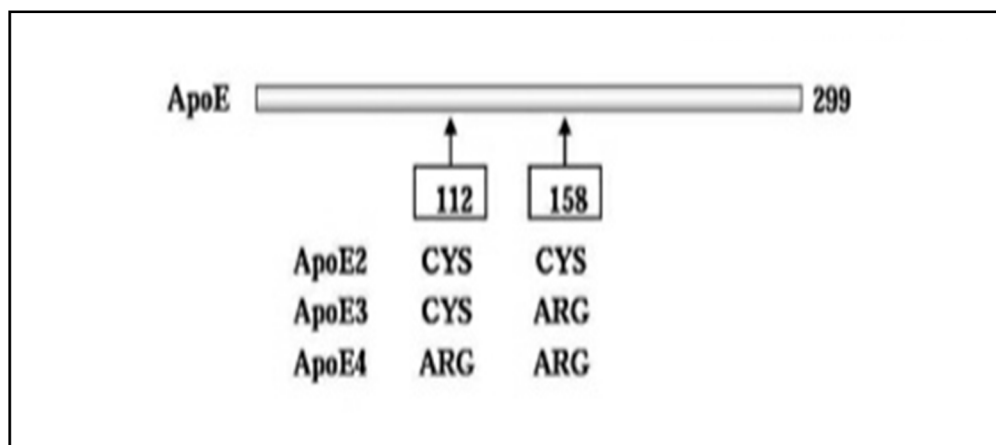 ApoE 299
112 158
ApoE2 CYS CYS
ApoE3 CYS ARG
ApoE4 ARG ARG